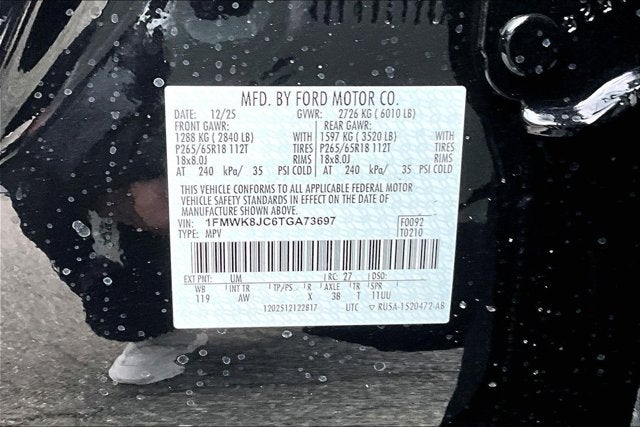 MFD. BY FORD MOTOR CO.
DATE: 12/25 GVWR: 2726 KG ( 6010 LB)
FRONT GAWR: REAR GAWR:
1288 KG ( 2840 LB) WITH 1597 KG ( 3520 LB) WITH
P265/65R18 112T TIRES P265/65R18 112T TIRES
18x8.0J RIMS 18x8.0J RIMS
AT 240 kPa/ 35 PSI COLD AT 240 kPa/ 35 PSI COLD
THIS VEHICLE CONFORMS TO ALL APPLICABLE FEDERAL MOTOR
VEHICLE SAFETY STANDARDS IN EFFECT ON THE DATE OF
MANUFACTURE SHOWN ABOVE.
VIN: 1FMWK8JC6TGA73697 F0092
TYPE: MPV T0210
EXT PNT: UM RC: 27 DSO:
WB INT TR TP/PS R AXLE TR SPR
119 AW X 38 T 11UU
1202512122817 UTC ▽ RU5A-1520472-AB